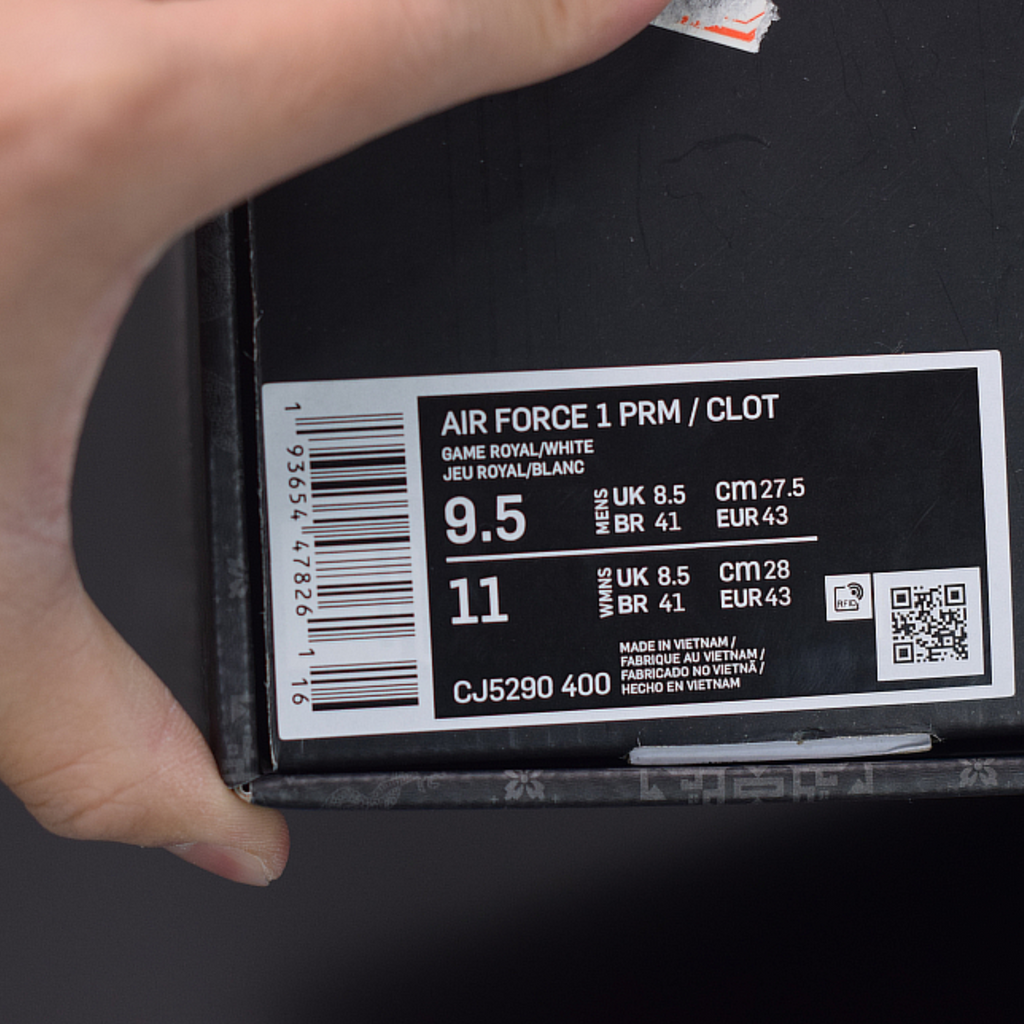 1 93654 47826 1 16
AIR FORCE 1 PRM / CLOT
GAME ROYAL/WHITE
JEU ROYAL/BLANC
9.5 MENS UK 8.5 cm 27.5
BR 41 EUR 43
11 WMNS UK 8.5 cm 28
BR 41 EUR 43
RFID
MADE IN VIETNAM /
FABRIQUE AU VIETNAM /
FABRICADO NO VIETNÃ /
HECHO EN VIETNAM
CJ5290 400